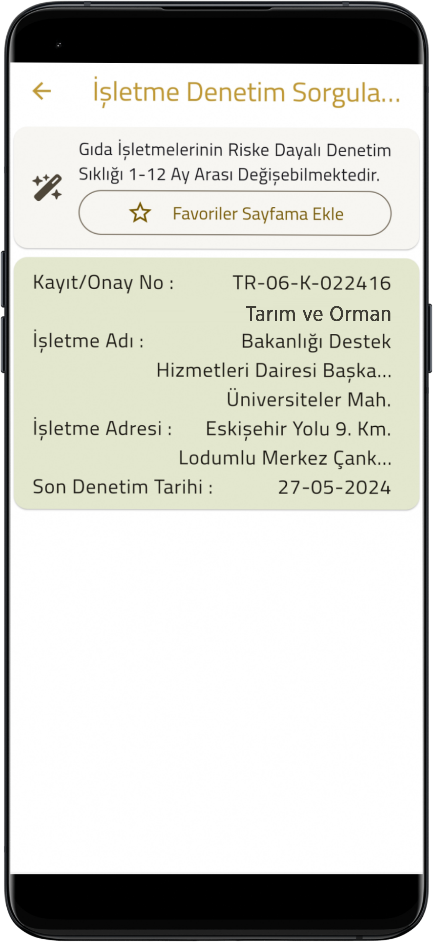 İşletme Denetim Sorgula...
Gıda İşletmelerinin Riske Dayalı Denetim
Sıklığı 1-12 Ay Arası Değişebilmektedir.
Favoriler Sayfama Ekle
Kayıt/Onay No : TR-06-K-022416
Tarım ve Orman
İşletme Adı : Bakanlığı Destek
Hizmetleri Dairesi Başka...
Üniversiteler Mah.
İşletme Adresi : Eskişehir Yolu 9. Km.
Lodumlu Merkez Çank...
Son Denetim Tarihi : 27-05-2024